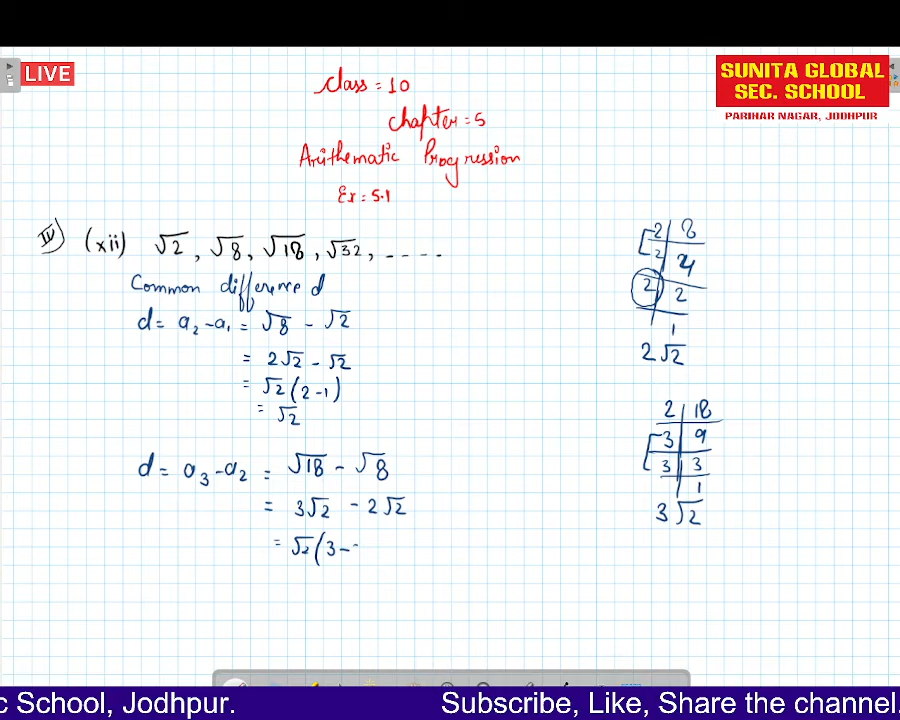 LIVE
SUNITA GLOBAL
SEC. SCHOOL
PARIHAR NAGAR, JODHPUR
Class = 10
Chapter = 5
Arithematic Progression
Ex = 5.1
IV) (xii) √2, √8, √18, √32, .....
Common difference d
d = a₂ - a₁ = √8 - √2
= 2√2 - √2
= √2 (2-1)
= √2
d = a₃ - a₂ = √18 - √8
= 3√2 - 2√2
= √2 (3 -
2 | 8
2 | 4
2 | 2
| 1
2√2
2 | 18
3 | 9
3 | 3
| 1
3√2
c School, Jodhpur.
Subscribe, Like, Share the channel.